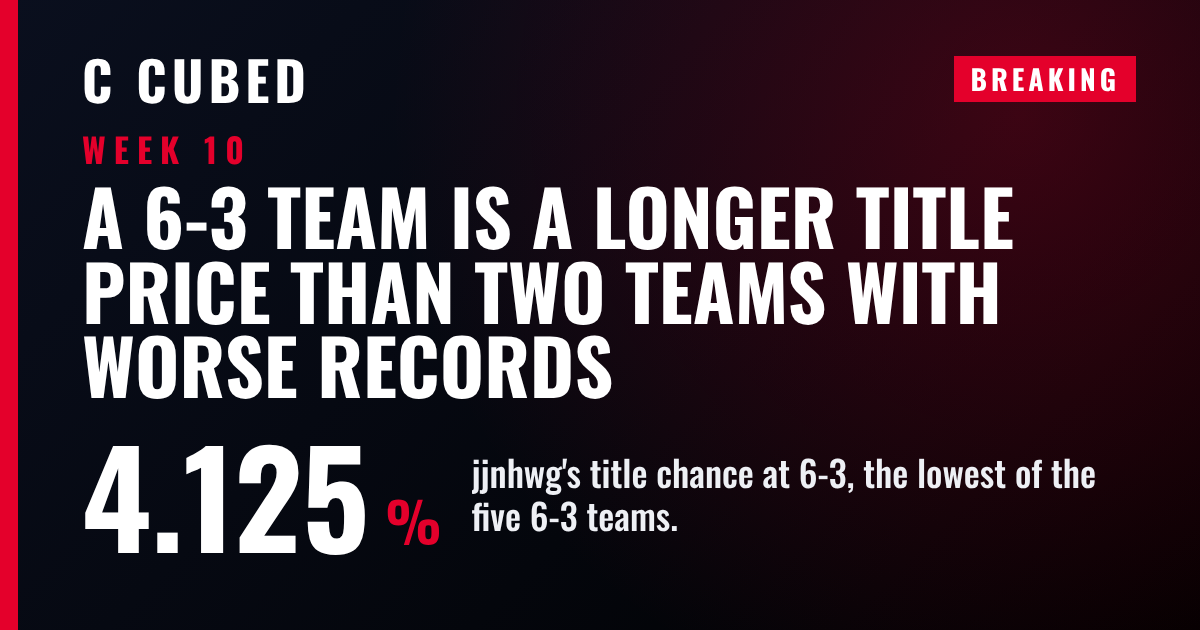 C CUBED
BREAKING
WEEK 10
A 6-3 TEAM IS A LONGER TITLE
PRICE THAN TWO TEAMS WITH
WORSE RECORDS
4.125 %
jjnhwg's title chance at 6-3, the lowest of the
five 6-3 teams.